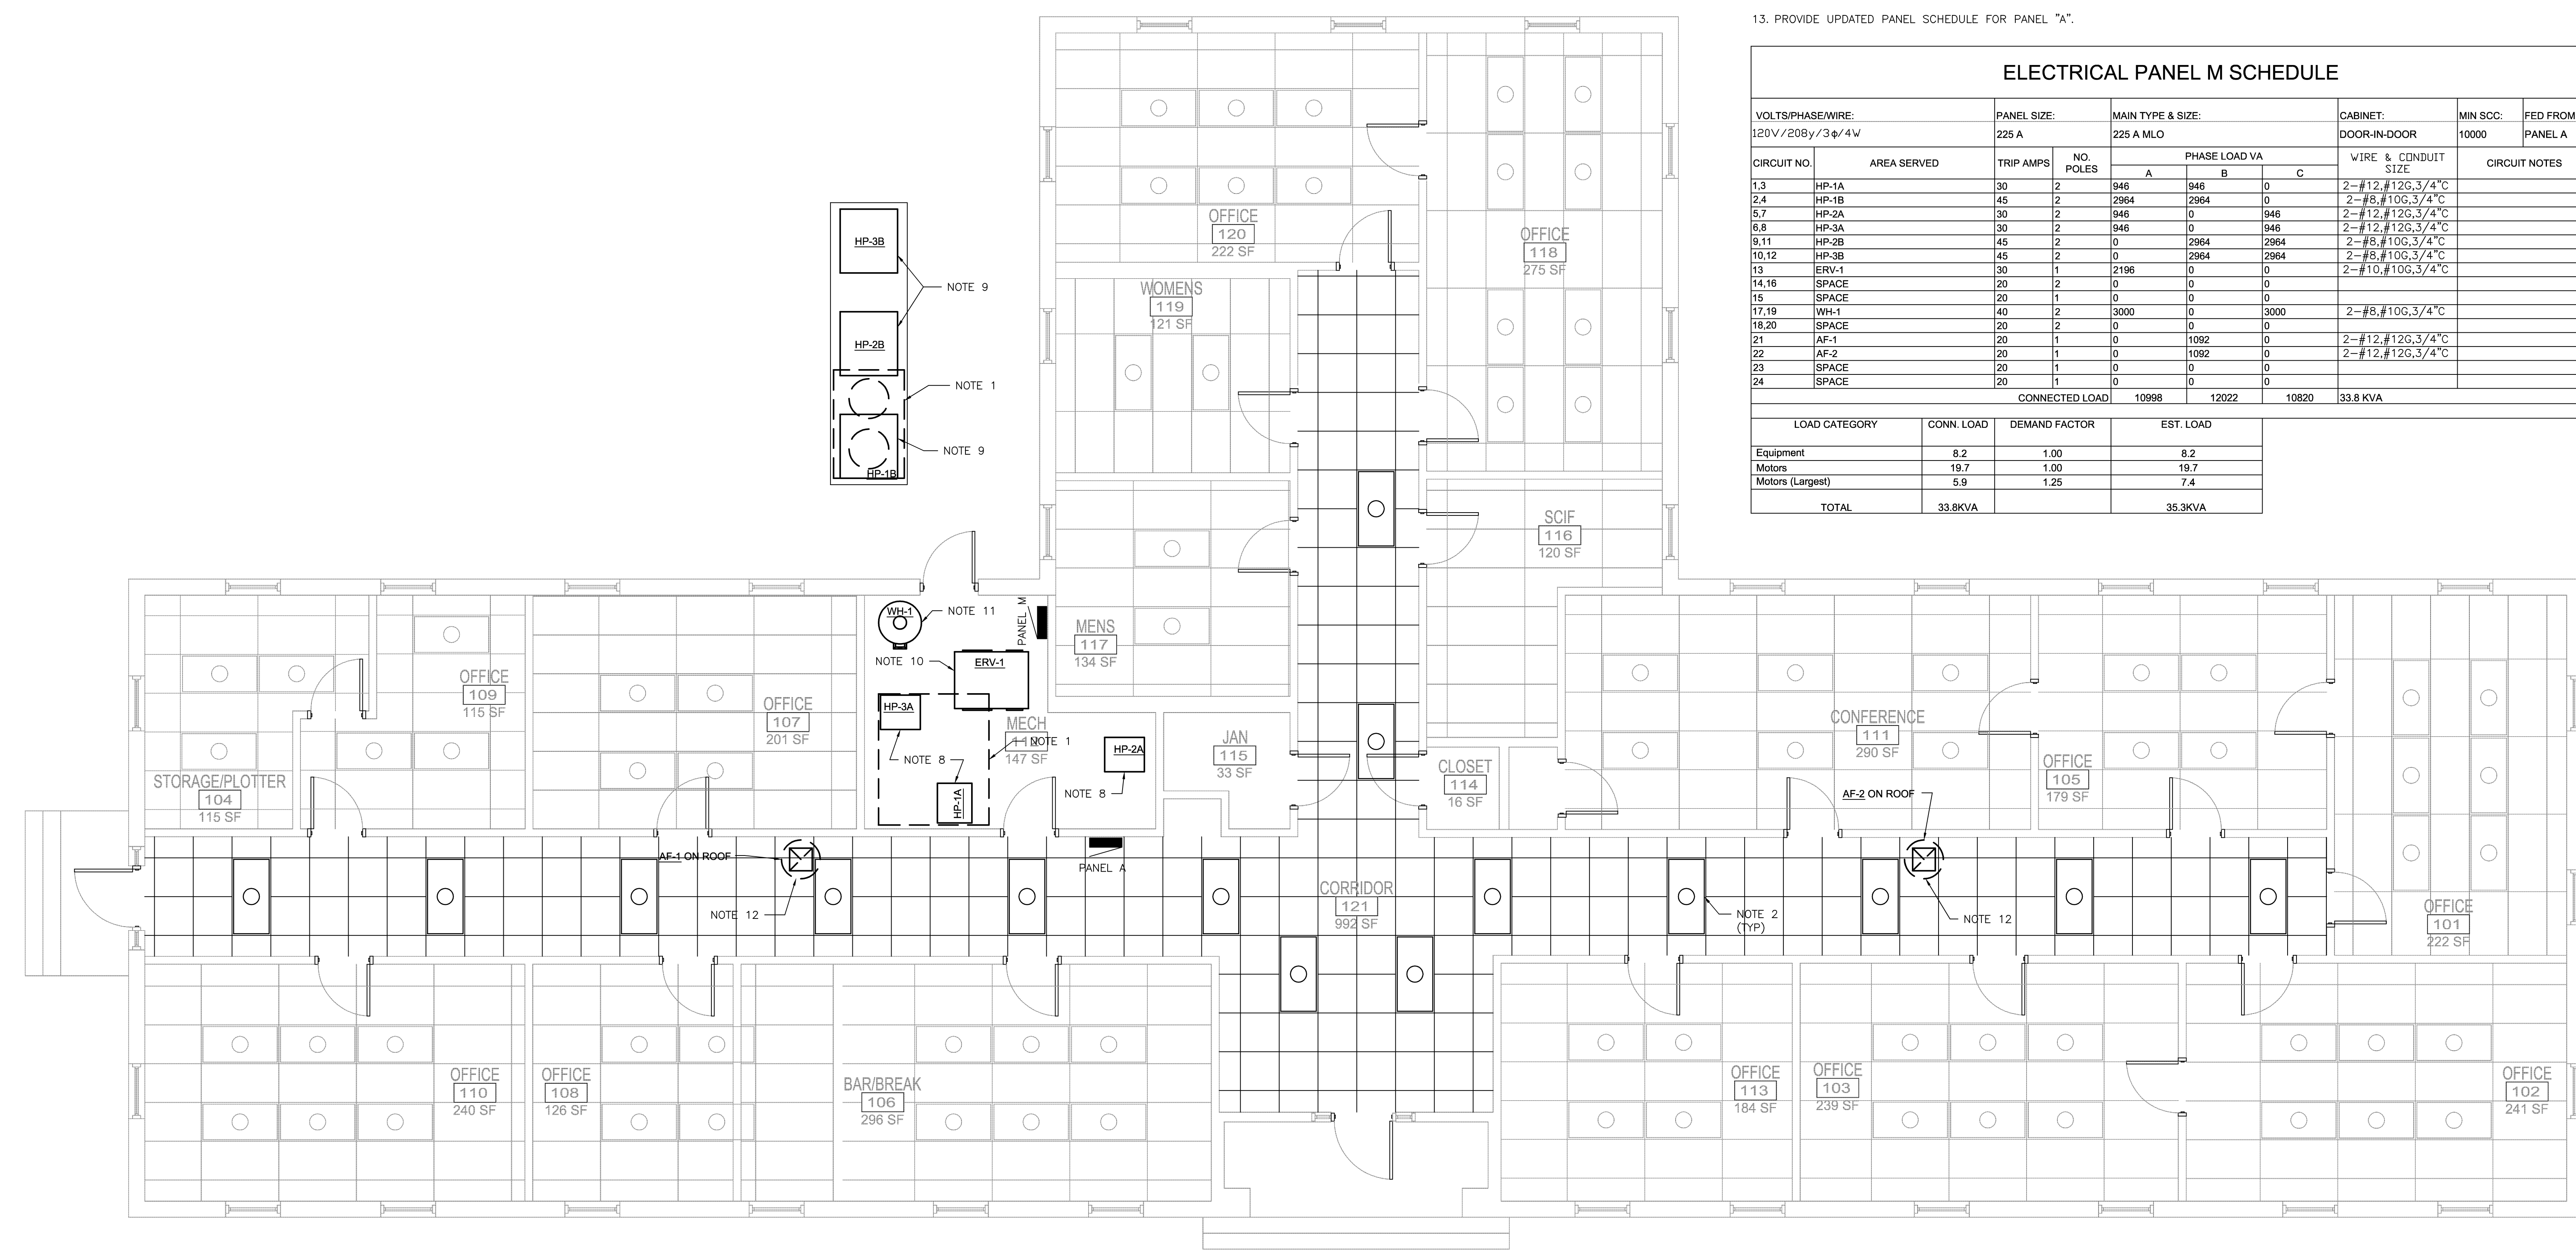 13. PROVIDE UPDATED PANEL SCHEDULE FOR PANEL "A".
ELECTRICAL PANEL M SCHEDULE
VOLTS/PHASE/WIRE: PANEL SIZE: MAIN TYPE & SIZE: CABINET: MIN SCC: FED FROM
120V/208y/3ϕ/4W 225 A 225 A MLO DOOR-IN-DOOR 10000 PANEL A
CIRCUIT NO. AREA SERVED TRIP AMPS NO. POLES PHASE LOAD VA WIRE & CONDUIT SIZE CIRCUIT NOTES
A B C
1,3 HP-1A 30 2 946 946 0 2-#12,#12G,3/4"C
2,4 HP-1B 45 2 2964 2964 0 2-#8,#10G,3/4"C
5,7 HP-2A 30 2 946 0 946 2-#12,#12G,3/4"C
6,8 HP-3A 30 2 946 0 946 2-#12,#12G,3/4"C
9,11 HP-2B 45 2 0 2964 2964 2-#8,#10G,3/4"C
10,12 HP-3B 45 2 0 2964 2964 2-#8,#10G,3/4"C
13 ERV-1 30 1 2196 0 0 2-#10,#10G,3/4"C
14,16 SPACE 20 2 0 0 0
15 SPACE 20 1 0 0 0
17,19 WH-1 40 2 3000 0 3000 2-#8,#10G,3/4"C
18,20 SPACE 20 2 0 0 0
21 AF-1 20 1 0 1092 0 2-#12,#12G,3/4"C
22 AF-2 20 1 0 1092 0 2-#12,#12G,3/4"C
23 SPACE 20 1 0 0 0
24 SPACE 20 1 0 0 0
CONNECTED LOAD 10998 12022 10820 33.8 KVA
LOAD CATEGORY CONN. LOAD DEMAND FACTOR EST. LOAD
Equipment 8.2 1.00 8.2
Motors 19.7 1.00 19.7
Motors (Largest) 5.9 1.25 7.4
TOTAL 33.8KVA 35.3KVA
HP-3B
NOTE 9
HP-2B
NOTE 1
NOTE 9
HP-1B
OFFICE
120
222 SF
OFFICE
118
275 SF
WOMENS
119
121 SF
SCIF
116
120 SF
MENS
117
134 SF
WH-1
NOTE 11
PANEL M
NOTE 10
ERV-1
HP-3A
MECH
NOTE 1
147 SF
NOTE 8
HP-1A
HP-2A
NOTE 8
JAN
115
33 SF
CLOSET
114
16 SF
OFFICE
109
115 SF
OFFICE
107
201 SF
STORAGE/PLOTTER
104
115 SF
CONFERENCE
111
290 SF
OFFICE
105
179 SF
AF-2 ON ROOF
AF-1 ON ROOF
PANEL A
NOTE 12
CORRIDOR
121
992 SF
NOTE 2
(TYP)
NOTE 12
OFFICE
101
222 SF
OFFICE
110
240 SF
OFFICE
108
126 SF
BAR/BREAK
106
296 SF
OFFICE
113
184 SF
OFFICE
103
239 SF
OFFICE
102
241 SF